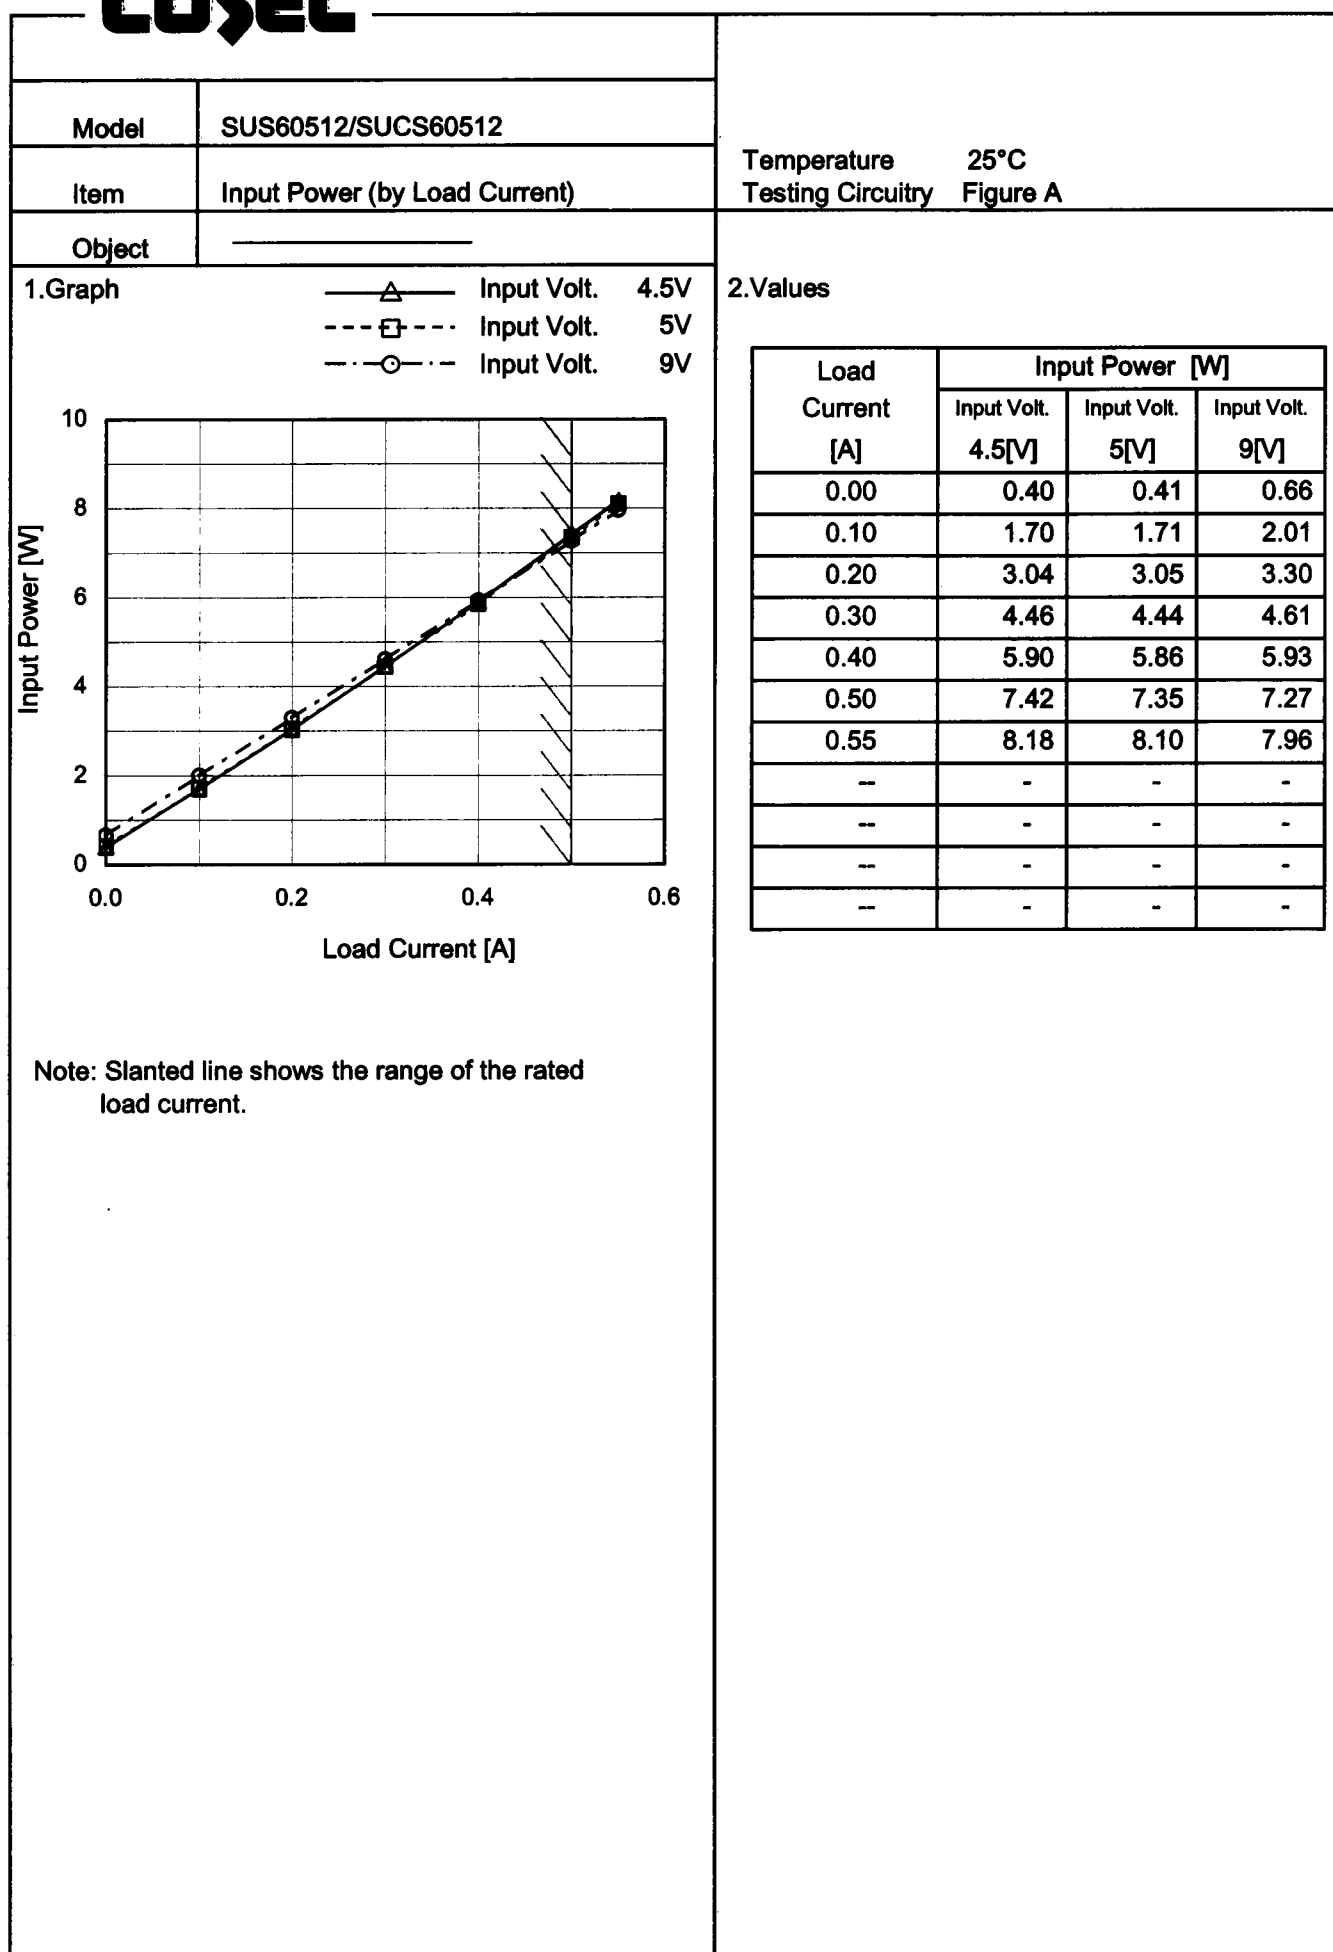 COSEL
Model SUS60512/SUCS60512
Item Input Power (by Load Current)
Object
Temperature 25°C
Testing Circuitry Figure A
1.Graph
Input Volt. 4.5V
Input Volt. 5V
Input Volt. 9V
Input Power [W]
10
8
6
4
2
0
0.0 0.2 0.4 0.6
Load Current [A]
Note: Slanted line shows the range of the rated
load current.
2.Values
Load Input Power [W]
Current Input Volt. Input Volt. Input Volt.
[A] 4.5[V] 5[V] 9[V]
0.00 0.40 0.41 0.66
0.10 1.70 1.71 2.01
0.20 3.04 3.05 3.30
0.30 4.46 4.44 4.61
0.40 5.90 5.86 5.93
0.50 7.42 7.35 7.27
0.55 8.18 8.10 7.96
-- - - -
-- - - -
-- - - -
-- - - -